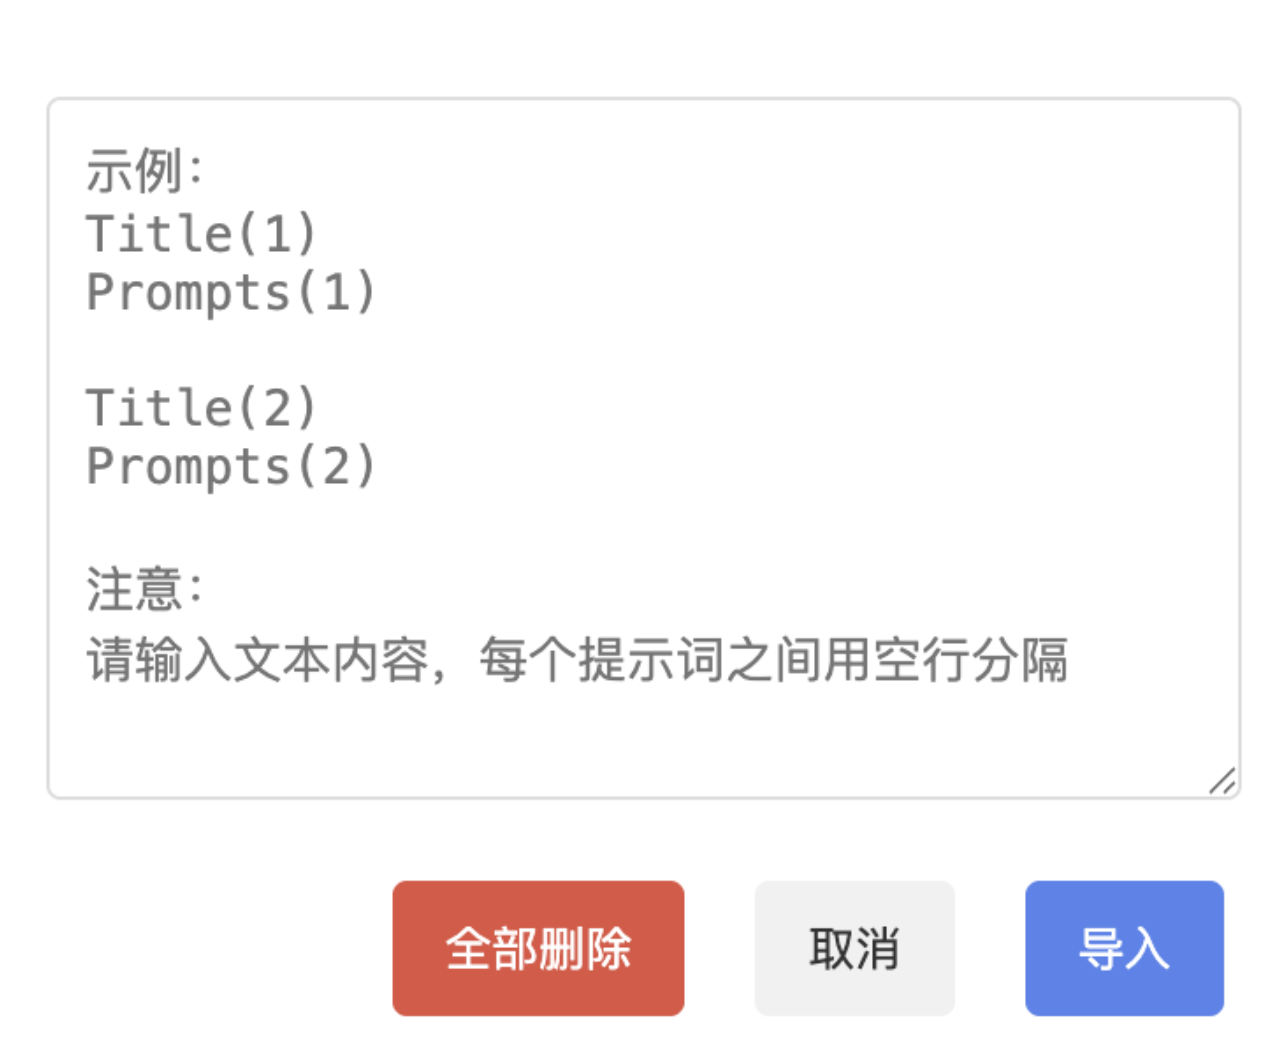 示例：
Title(1)
Prompts(1)

Title(2)
Prompts(2)

注意：
请输入文本内容，每个提示词之间用空行分隔
全部删除
取消
导入